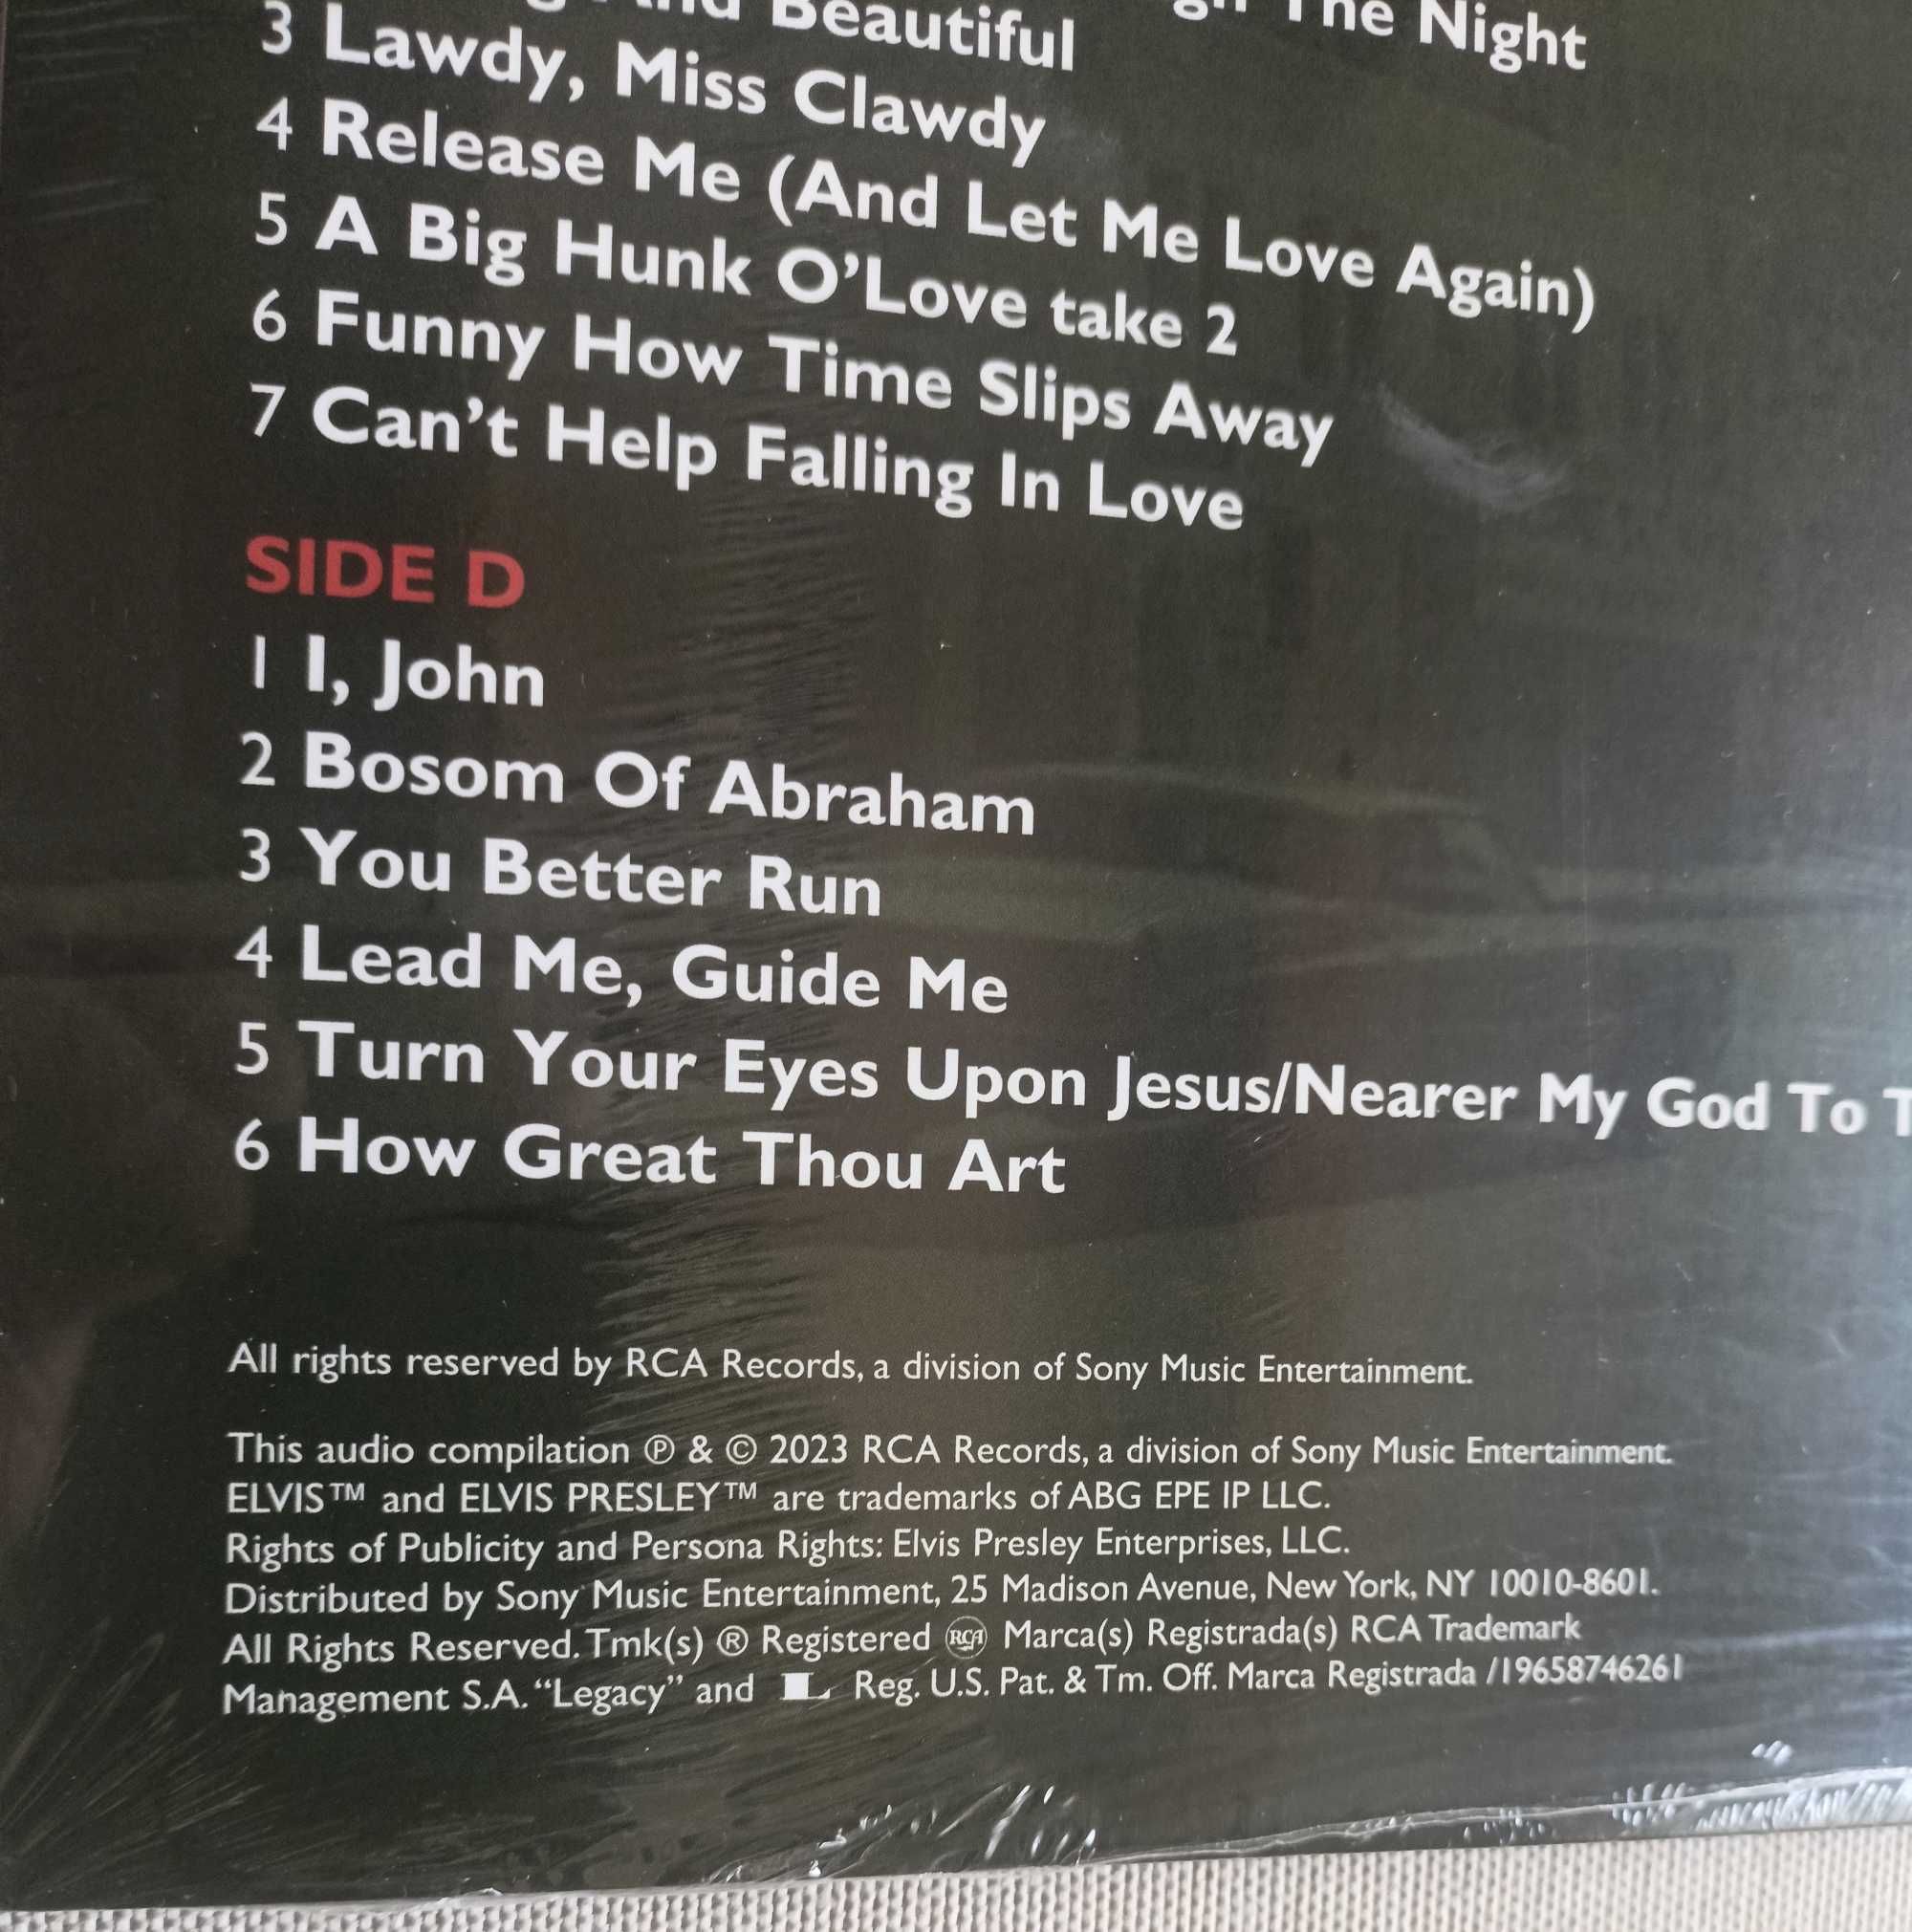 Beautiful The Night
3 Lawdy, Miss Clawdy
4 Release Me (And Let Me Love Again)
5 A Big Hunk O’Love take 2
6 Funny How Time Slips Away
7 Can’t Help Falling In Love
SIDE D
1 I, John
2 Bosom Of Abraham
3 You Better Run
4 Lead Me, Guide Me
5 Turn Your Eyes Upon Jesus/Nearer My God To T
6 How Great Thou Art
All rights reserved by RCA Records, a division of Sony Music Entertainment.
This audio compilation ℗ & © 2023 RCA Records, a division of Sony Music Entertainment.
ELVIS™ and ELVIS PRESLEY™ are trademarks of ABG EPE IP LLC.
Rights of Publicity and Persona Rights: Elvis Presley Enterprises, LLC.
Distributed by Sony Music Entertainment, 25 Madison Avenue, New York, NY 10010-8601.
All Rights Reserved. Tmk(s) ® Registered RCA Marca(s) Registrada(s) RCA Trademark
Management S.A. “Legacy” and L Reg. U.S. Pat. & Tm. Off. Marca Registrada /19658746261